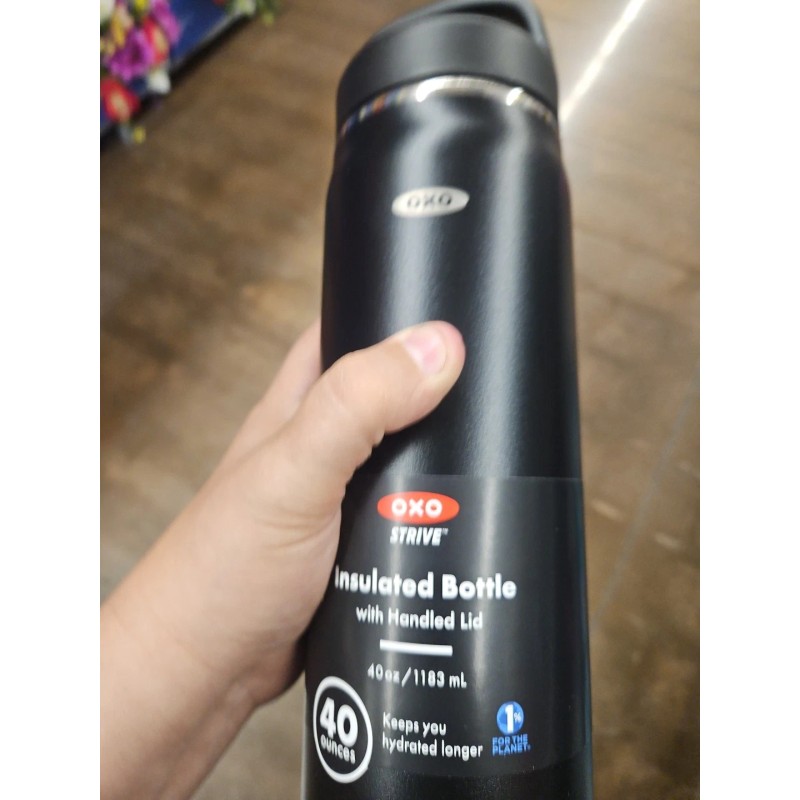 OXO
OXO
STRIVE™
Insulated Bottle
with Handled Lid
40 oz/1183 mL
40
ounces
Keeps you
hydrated longer
1%
FOR THE
PLANET